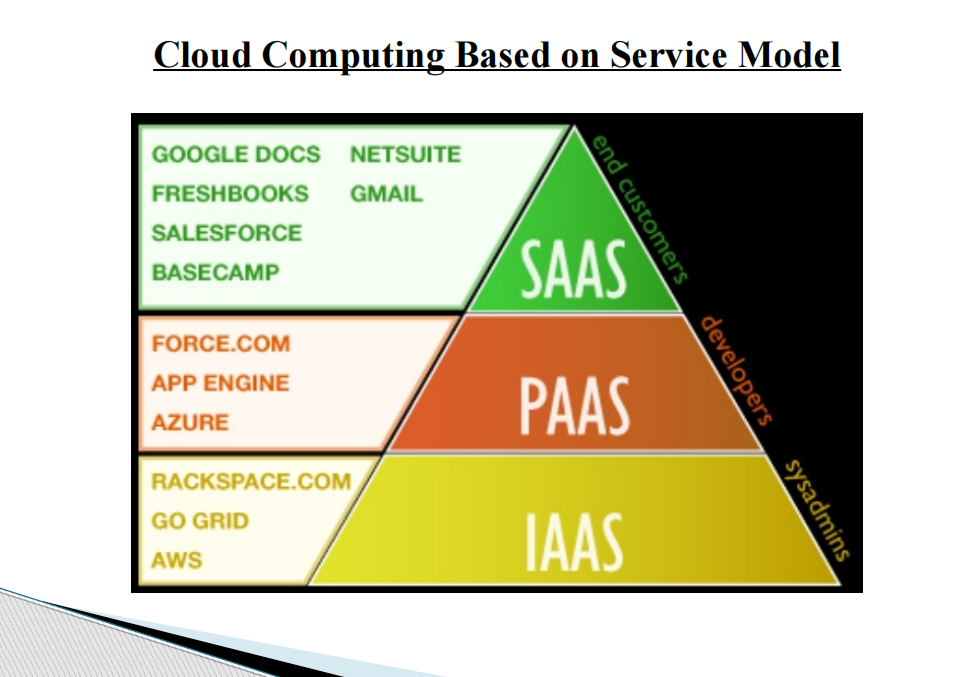 Cloud Computing Based on Service Model
GOOGLE DOCS NETSUITE
FRESHBOOKS GMAIL
SALESFORCE
BASECAMP
SAAS
end customers
FORCE.COM
APP ENGINE
AZURE
PAAS
developers
RACKSPACE.COM
GO GRID
AWS
IAAS
sysadmins